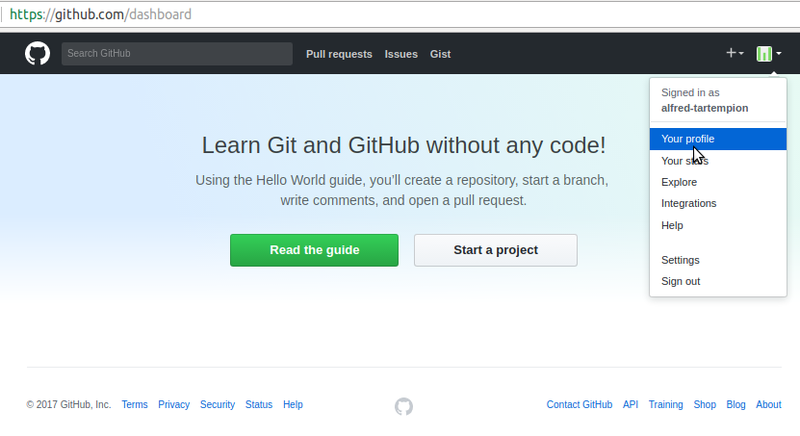 https://github.com/dashboard
Search GitHub Pull requests Issues Gist
Signed in as
alfred-tartempion
Your profile
Your stars
Explore
Integrations
Help
Settings
Sign out
Learn Git and GitHub without any code!
Using the Hello World guide, you’ll create a repository, start a branch,
write comments, and open a pull request.
Read the guide Start a project
© 2017 GitHub, Inc. Terms Privacy Security Status Help Contact GitHub API Training Shop Blog About